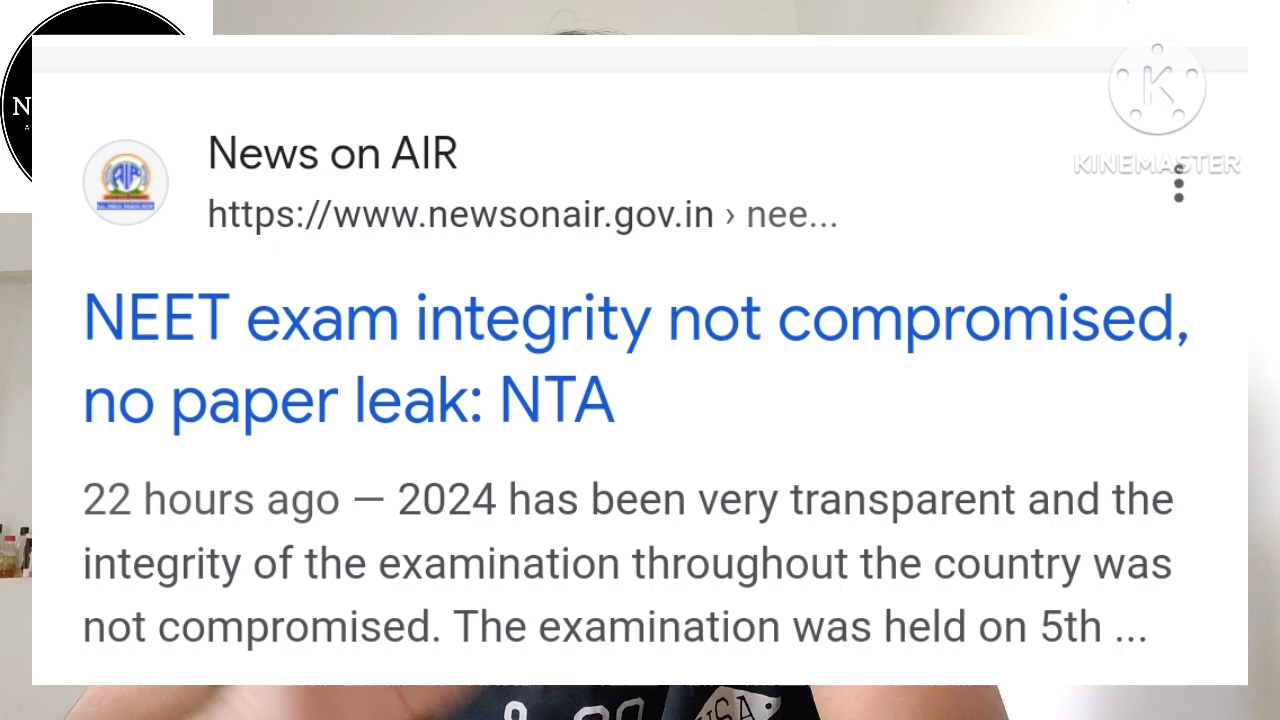 N
A
KINEMASTER
News on AIR
https://www.newsonair.gov.in › nee...
NEET exam integrity not compromised,
no paper leak: NTA
22 hours ago — 2024 has been very transparent and the
integrity of the examination throughout the country was
not compromised. The examination was held on 5th ...
USA